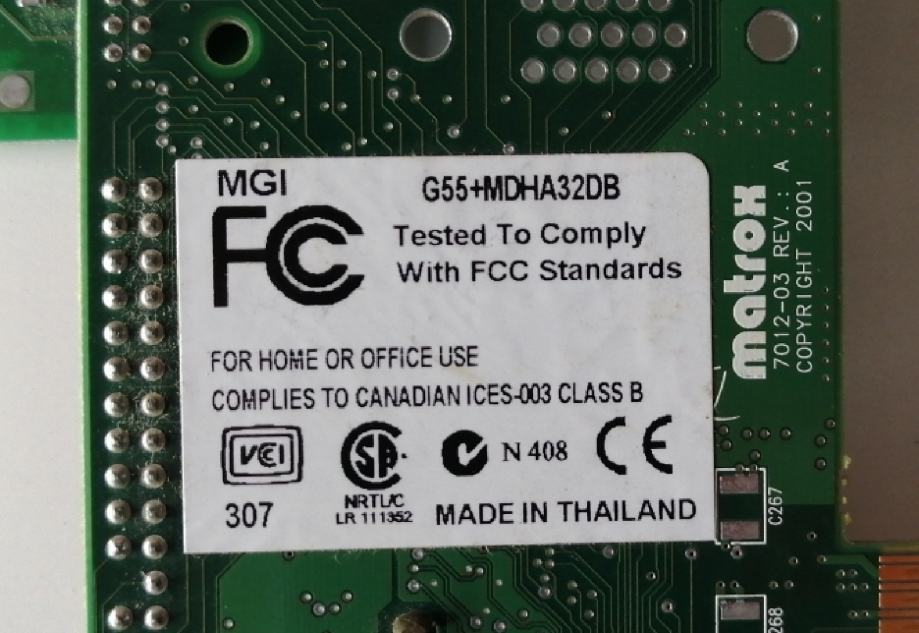 MGI
G55+MDHA32DB
FC
Tested To Comply
With FCC Standards
FOR HOME OR OFFICE USE
COMPLIES TO CANADIAN ICES-003 CLASS B
VCI
SP
N 408
CE
307
NRTL/C
LR 111352
MADE IN THAILAND
matrox
7012-03 REV.: A
COPYRIGHT 2001
C267
268